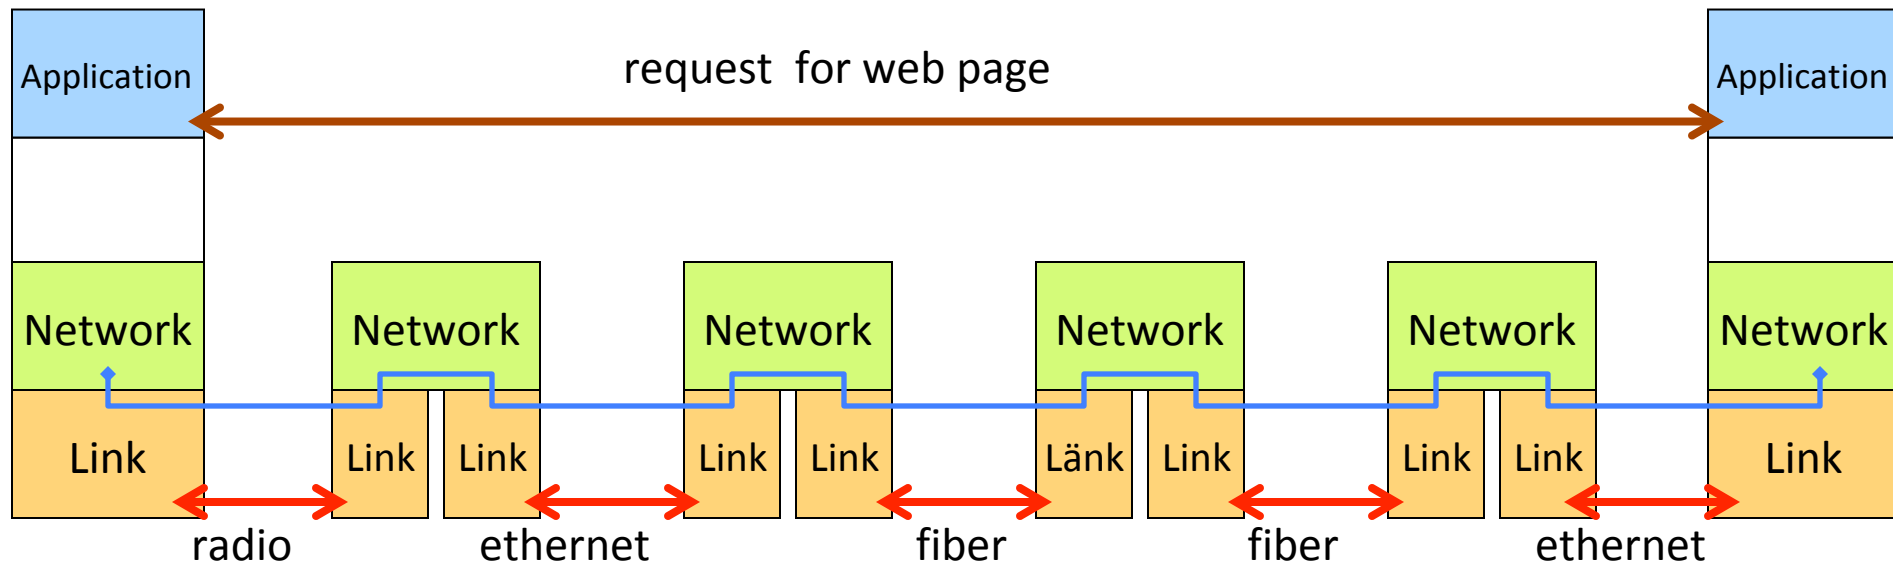 request for web page
Application
Application
Network
Network
Network
Network
Network
Network
Link
Link
Link
Link
Link
Länk
Link
Link
Link
Link
radio
ethernet
fiber
fiber
ethernet